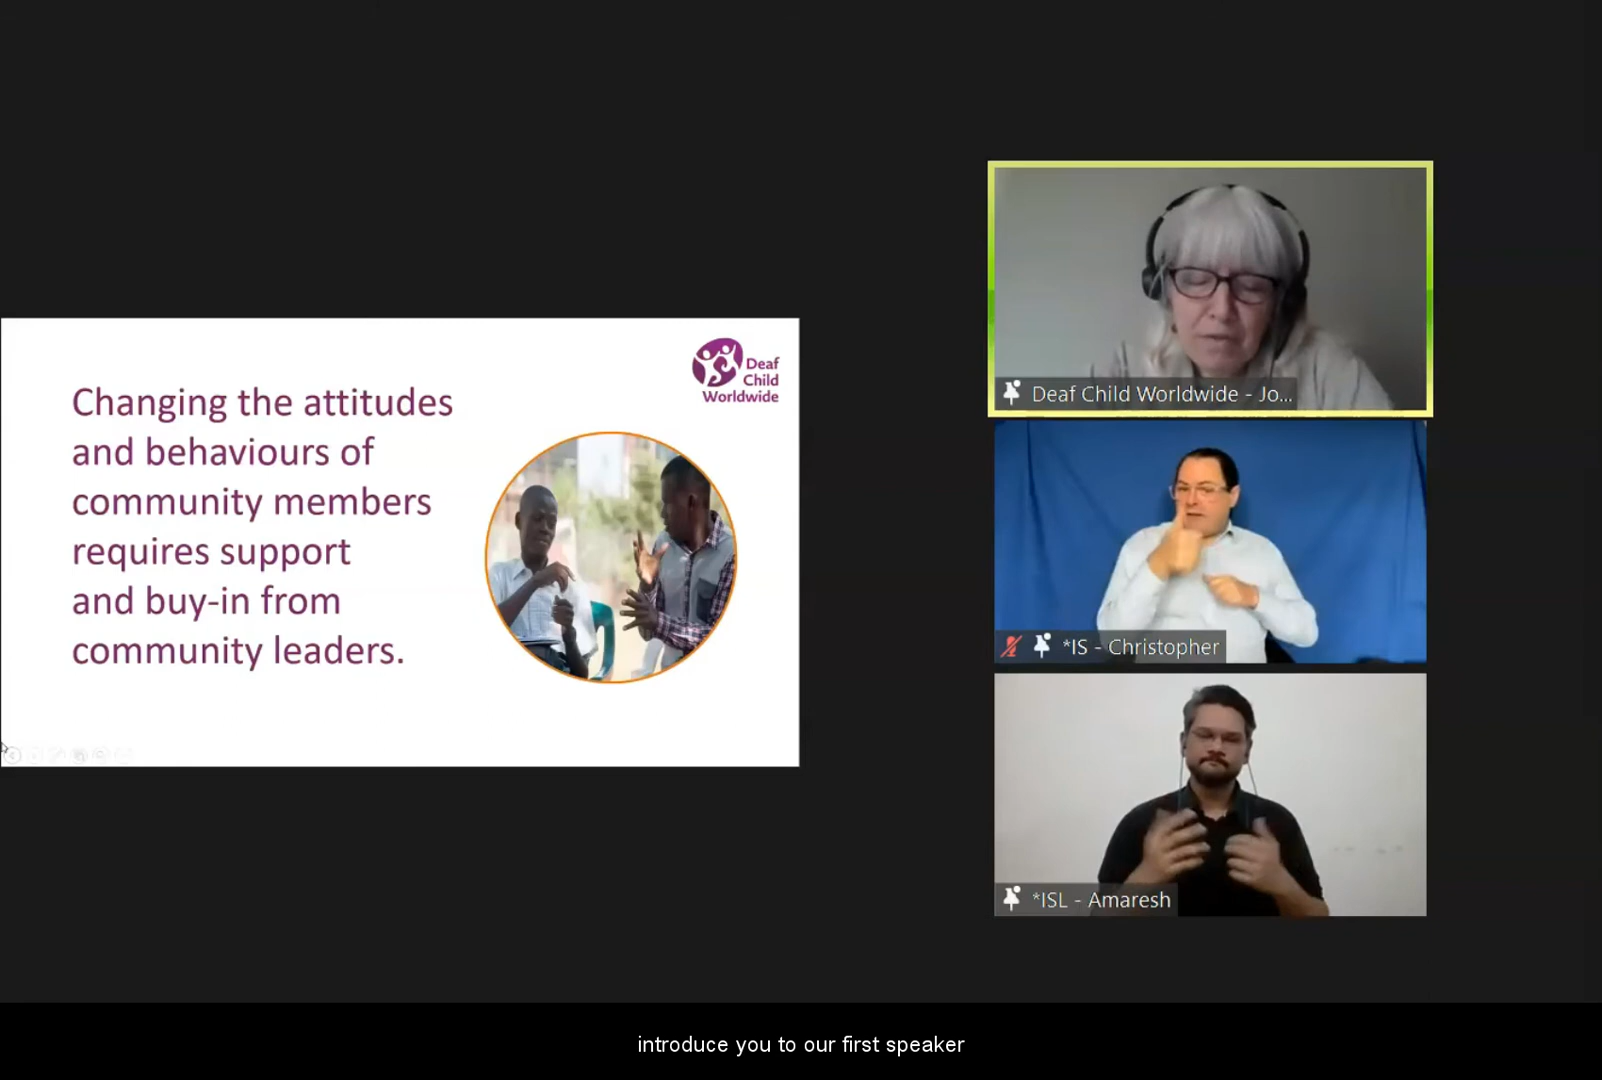 Changing the attitudes
and behaviours of
community members
requires support
and buy-in from
community leaders.
Deaf
Child
Worldwide
Deaf Child Worldwide - Jo...
*IS - Christopher
*ISL - Amaresh
introduce you to our first speaker